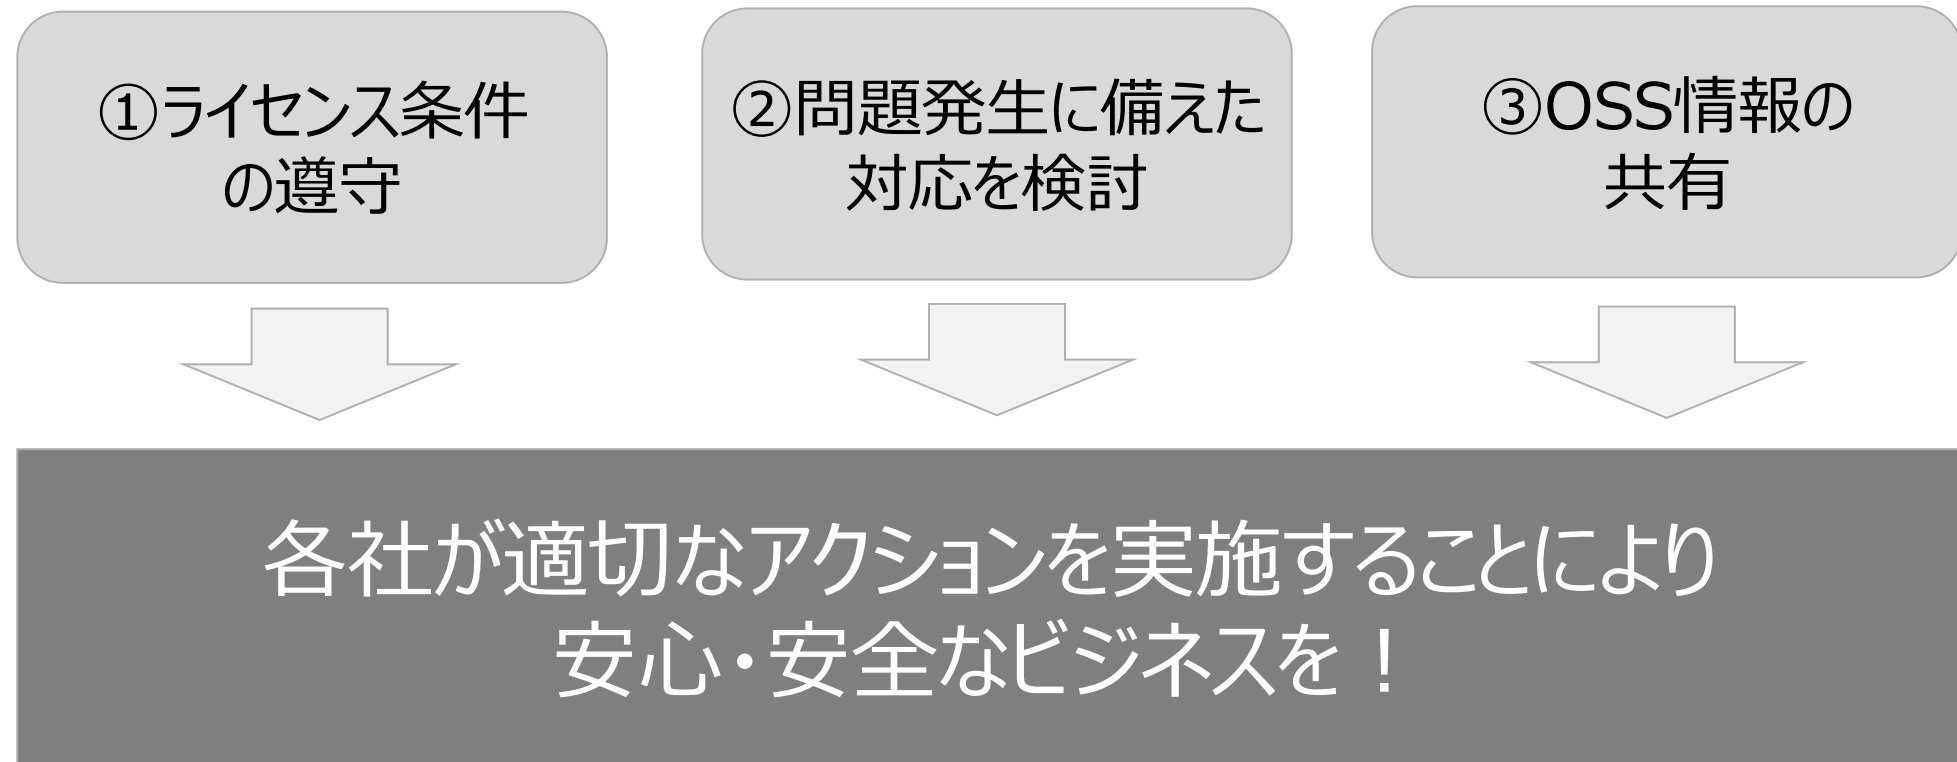 ①ライセンス条件
の遵守
②問題発生に備えた
対応を検討
③OSS情報の
共有
各社が適切なアクションを実施することにより
安心・安全なビジネスを！